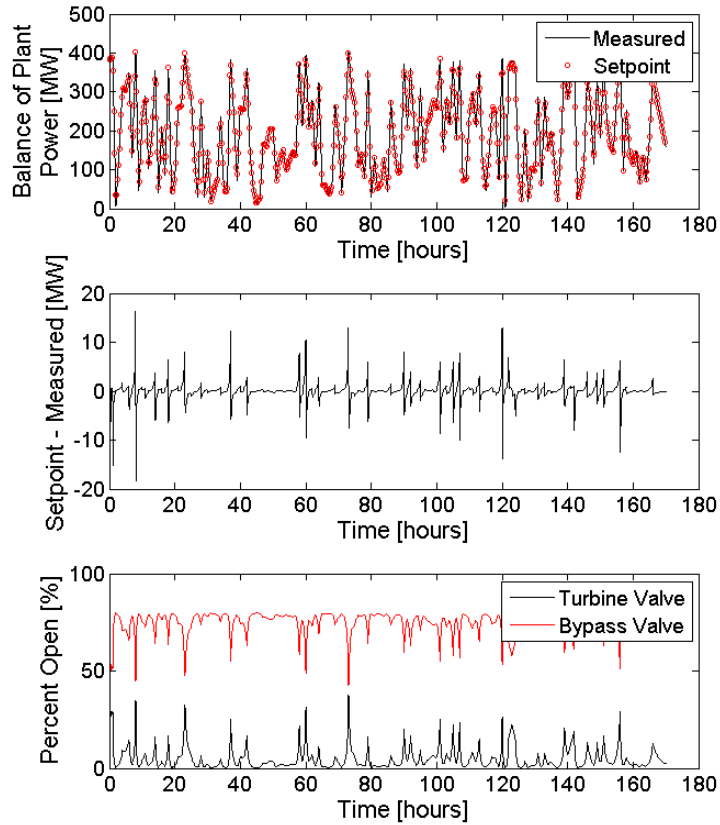 Balance of Plant
Power [MW]
500
400
300
200
100
0
Measured
Setpoint
0 20 40 60 80 100 120 140 160 180
Time [hours]
Setpoint - Measured [MW]
20
10
0
-10
-20
0 20 40 60 80 100 120 140 160 180
Time [hours]
Percent Open [%]
100
50
0
Turbine Valve
Bypass Valve
0 20 40 60 80 100 120 140 160 180
Time [hours]